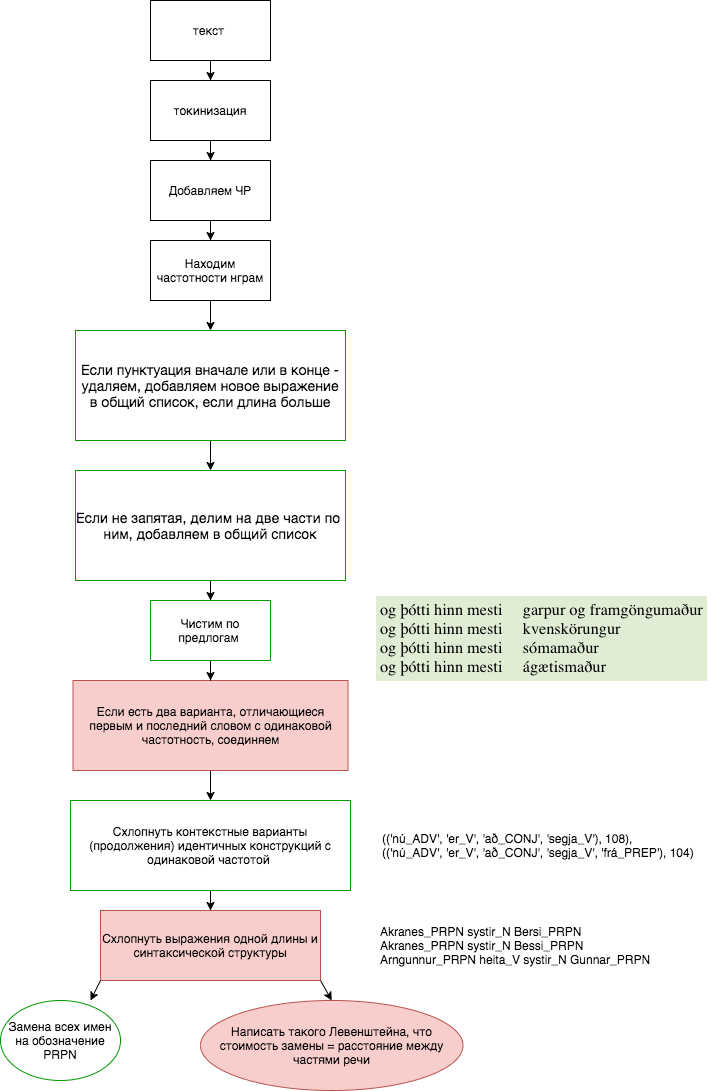 текст
токинизация
Добавляем ЧР
Находим
частотности нграм
Если пунктуация вначале или в конце -
удаляем, добавляем новое выражение
в общий список, если длина больше
Если не запятая, делим на две части по
ним, добавляем в общий список
Чистим по
предлогам
og þótti hinn mesti garpur og framgöngumaður
og þótti hinn mesti kvenskörungur
og þótti hinn mesti sómamaður
og þótti hinn mesti ágætismaður
Если есть два варианта, отличающиеся
первым и последний словом с одинаковой
частотность, соединяем
Схлопнуть контекстные варианты
(продолжения) идентичных конструкций с
одинаковой частотой
(('nú_ADV', 'er_V', 'að_CONJ', 'segja_V'), 108),
(('nú_ADV', 'er_V', 'að_CONJ', 'segja_V', 'frá_PREP'), 104)
Схлопнуть выражения одной длины и
синтаксической структуры
Akranes_PRPN systir_N Bersi_PRPN
Akranes_PRPN systir_N Bessi_PRPN
Arngunnur_PRPN heita_V systir_N Gunnar_PRPN
Замена всех имен
на обозначение
PRPN
Написать такого Левенштейна, что
стоимость замены = расстояние между
частями речи